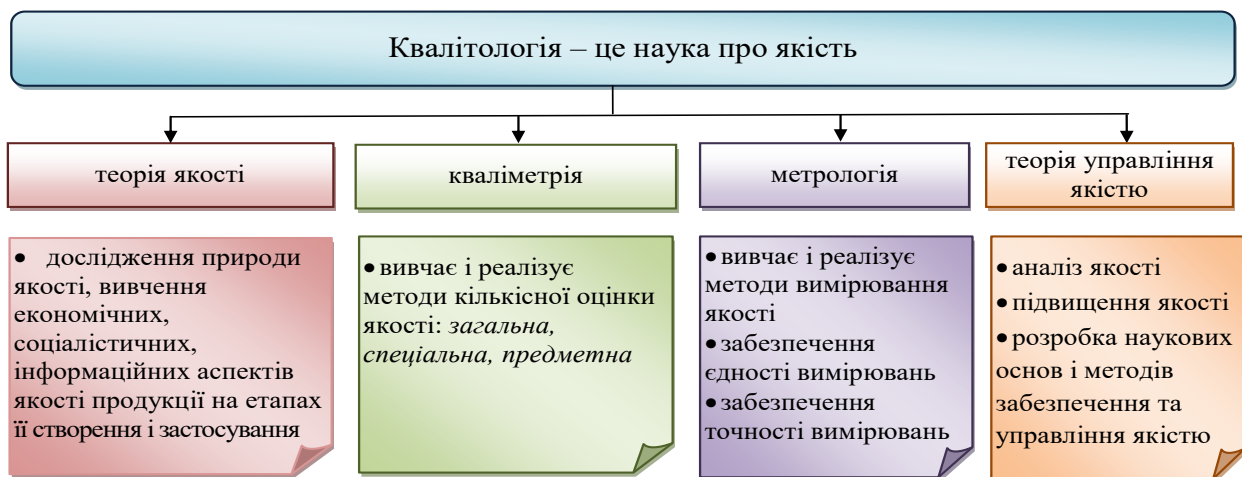 Квалітологія – це наука про якість
теорія якості
кваліметрія
метрологія
теорія управління
якістю
• дослідження природи
якості, вивчення
економічних,
соціалістичних,
інформаційних аспектів
якості продукції на етапах
її створення і застосування
• вивчає і реалізує
методи кількісної оцінки
якості: загальна,
спеціальна, предметна
• вивчає і реалізує
методи вимірювання
якості
• забезпечення
єдності вимірювань
• забезпечення
точності вимірювань
• аналіз якості
• підвищення якості
• розробка наукових
основ і методів
забезпечення та
управління якістю